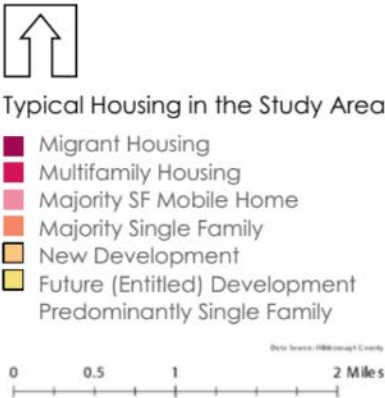 Typical Housing in the Study Area
Migrant Housing
Multifamily Housing
Majority SF Mobile Home
Majority Single Family
New Development
Future (Entitled) Development
Predominantly Single Family
Data Source: Hillsborough County
0 0.5 1 2 Miles